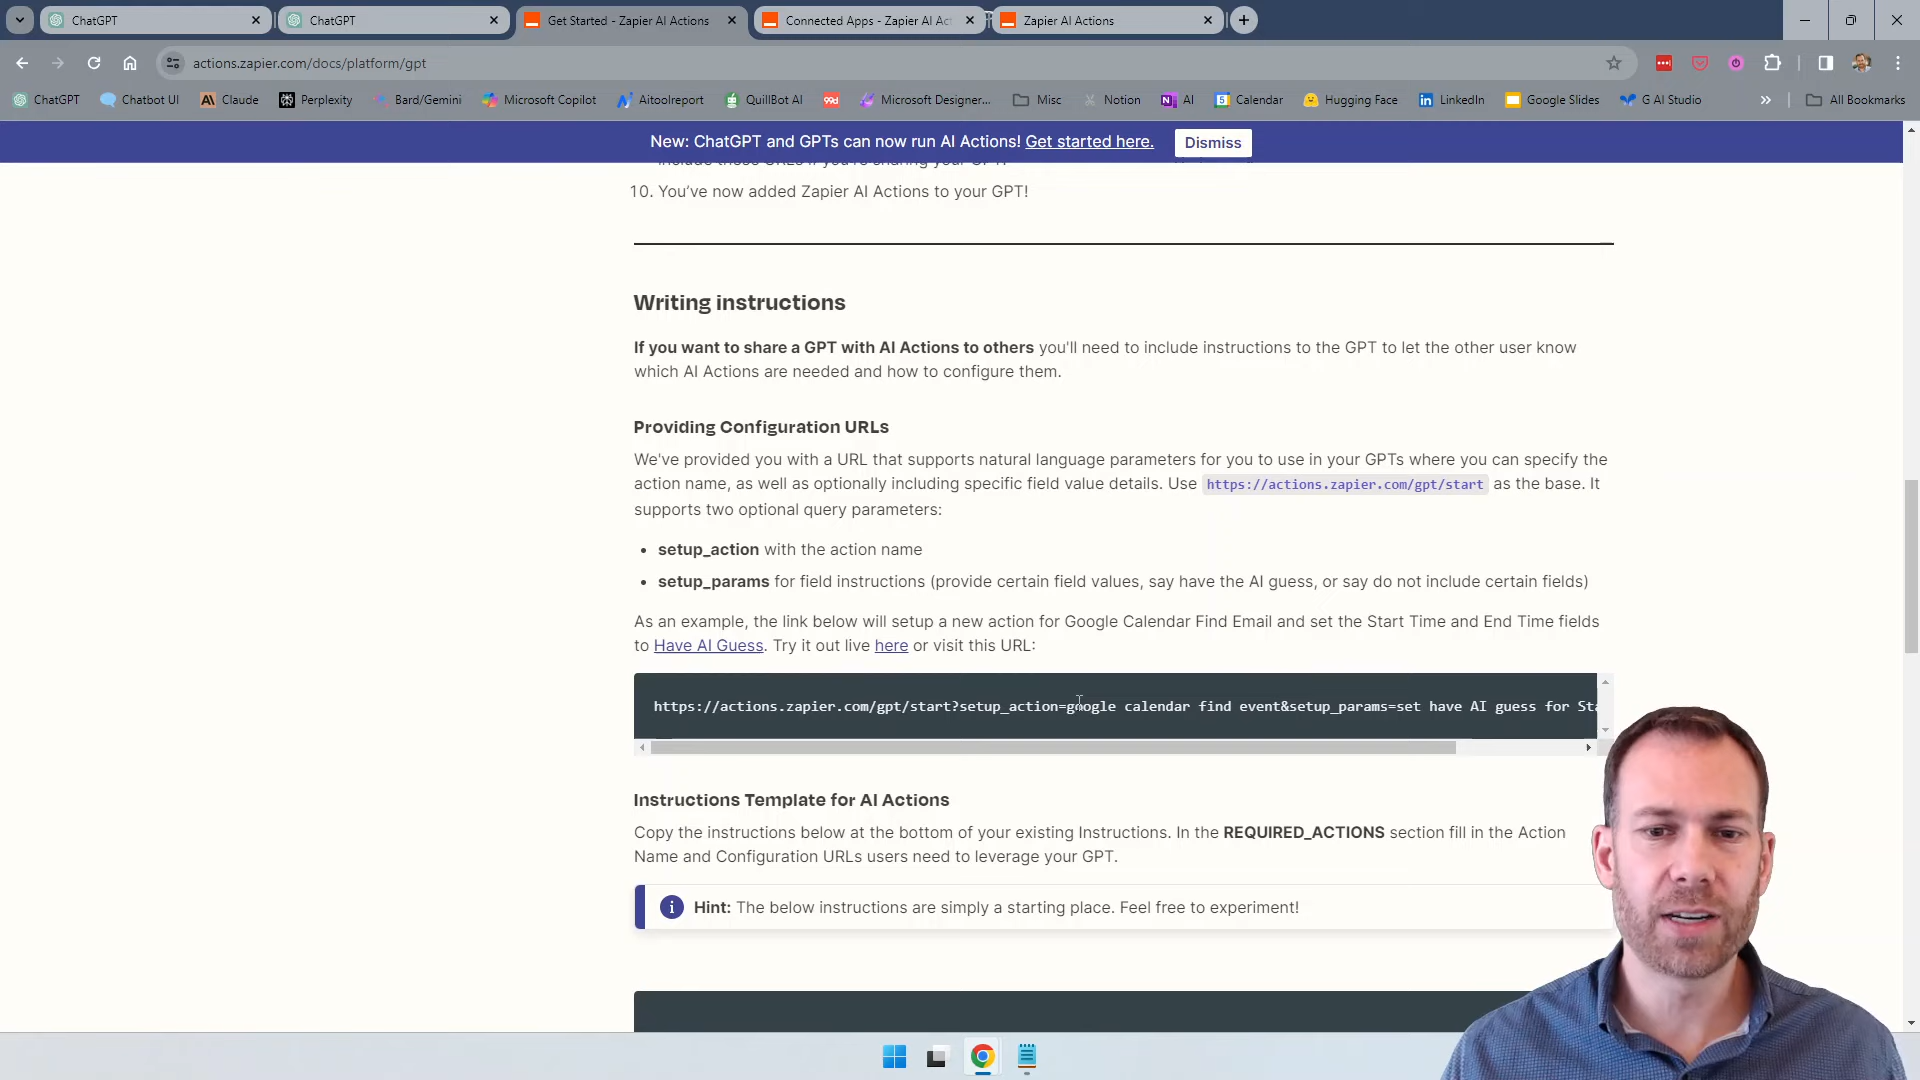 ChatGPT
ChatGPT
Get Started - Zapier AI Actions
Connected Apps - Zapier AI Act
Zapier AI Actions
actions.zapier.com/docs/platform/gpt
ChatGPT
Chatbot UI
Claude
Perplexity
Bard/Gemini
Microsoft Copilot
Aitoolreport
QuillBot AI
Microsoft Designer...
Misc
Notion
AI
Calendar
Hugging Face
LinkedIn
Google Slides
G AI Studio
All Bookmarks
New: ChatGPT and GPTs can now run AI Actions! Get started here.
Dismiss
include those URLs if you're sharing your GPT.
10. You've now added Zapier AI Actions to your GPT!
Writing instructions
If you want to share a GPT with AI Actions to others you'll need to include instructions to the GPT to let the other user know
which AI Actions are needed and how to configure them.
Providing Configuration URLs
We've provided you with a URL that supports natural language parameters for you to use in your GPTs where you can specify the
action name, as well as optionally including specific field value details. Use https://actions.zapier.com/gpt/start as the base. It
supports two optional query parameters:
• setup_action with the action name
• setup_params for field instructions (provide certain field values, say have the AI guess, or say do not include certain fields)
As an example, the link below will setup a new action for Google Calendar Find Email and set the Start Time and End Time fields
to Have AI Guess. Try it out live here or visit this URL:
https://actions.zapier.com/gpt/start?setup_action=google calendar find event&setup_params=set have AI guess for Sta
Instructions Template for AI Actions
Copy the instructions below at the bottom of your existing Instructions. In the REQUIRED_ACTIONS section fill in the Action
Name and Configuration URLs users need to leverage your GPT.
Hint: The below instructions are simply a starting place. Feel free to experiment!